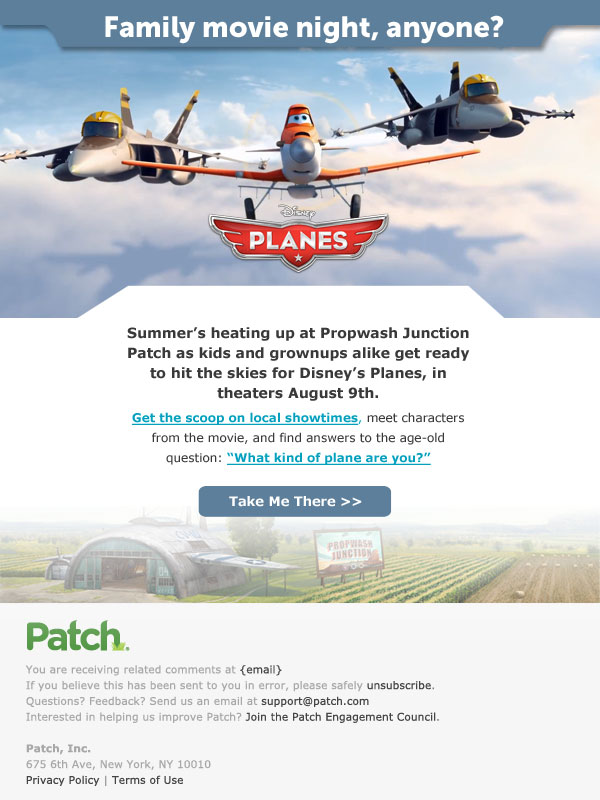 Family movie night, anyone?
Disney
PLANES
Summer’s heating up at Propwash Junction
Patch as kids and grownups alike get ready
to hit the skies for Disney’s Planes, in
theaters August 9th.
Get the scoop on local showtimes, meet characters
from the movie, and find answers to the age-old
question: “What kind of plane are you?”
Take Me There >>
PROPWASH
JUNCTION
Patch
You are receiving related comments at {email}
If you believe this has been sent to you in error, please safely unsubscribe.
Questions? Feedback? Send us an email at support@patch.com
Interested in helping us improve Patch? Join the Patch Engagement Council.
Patch, Inc.
675 6th Ave, New York, NY 10010
Privacy Policy | Terms of Use